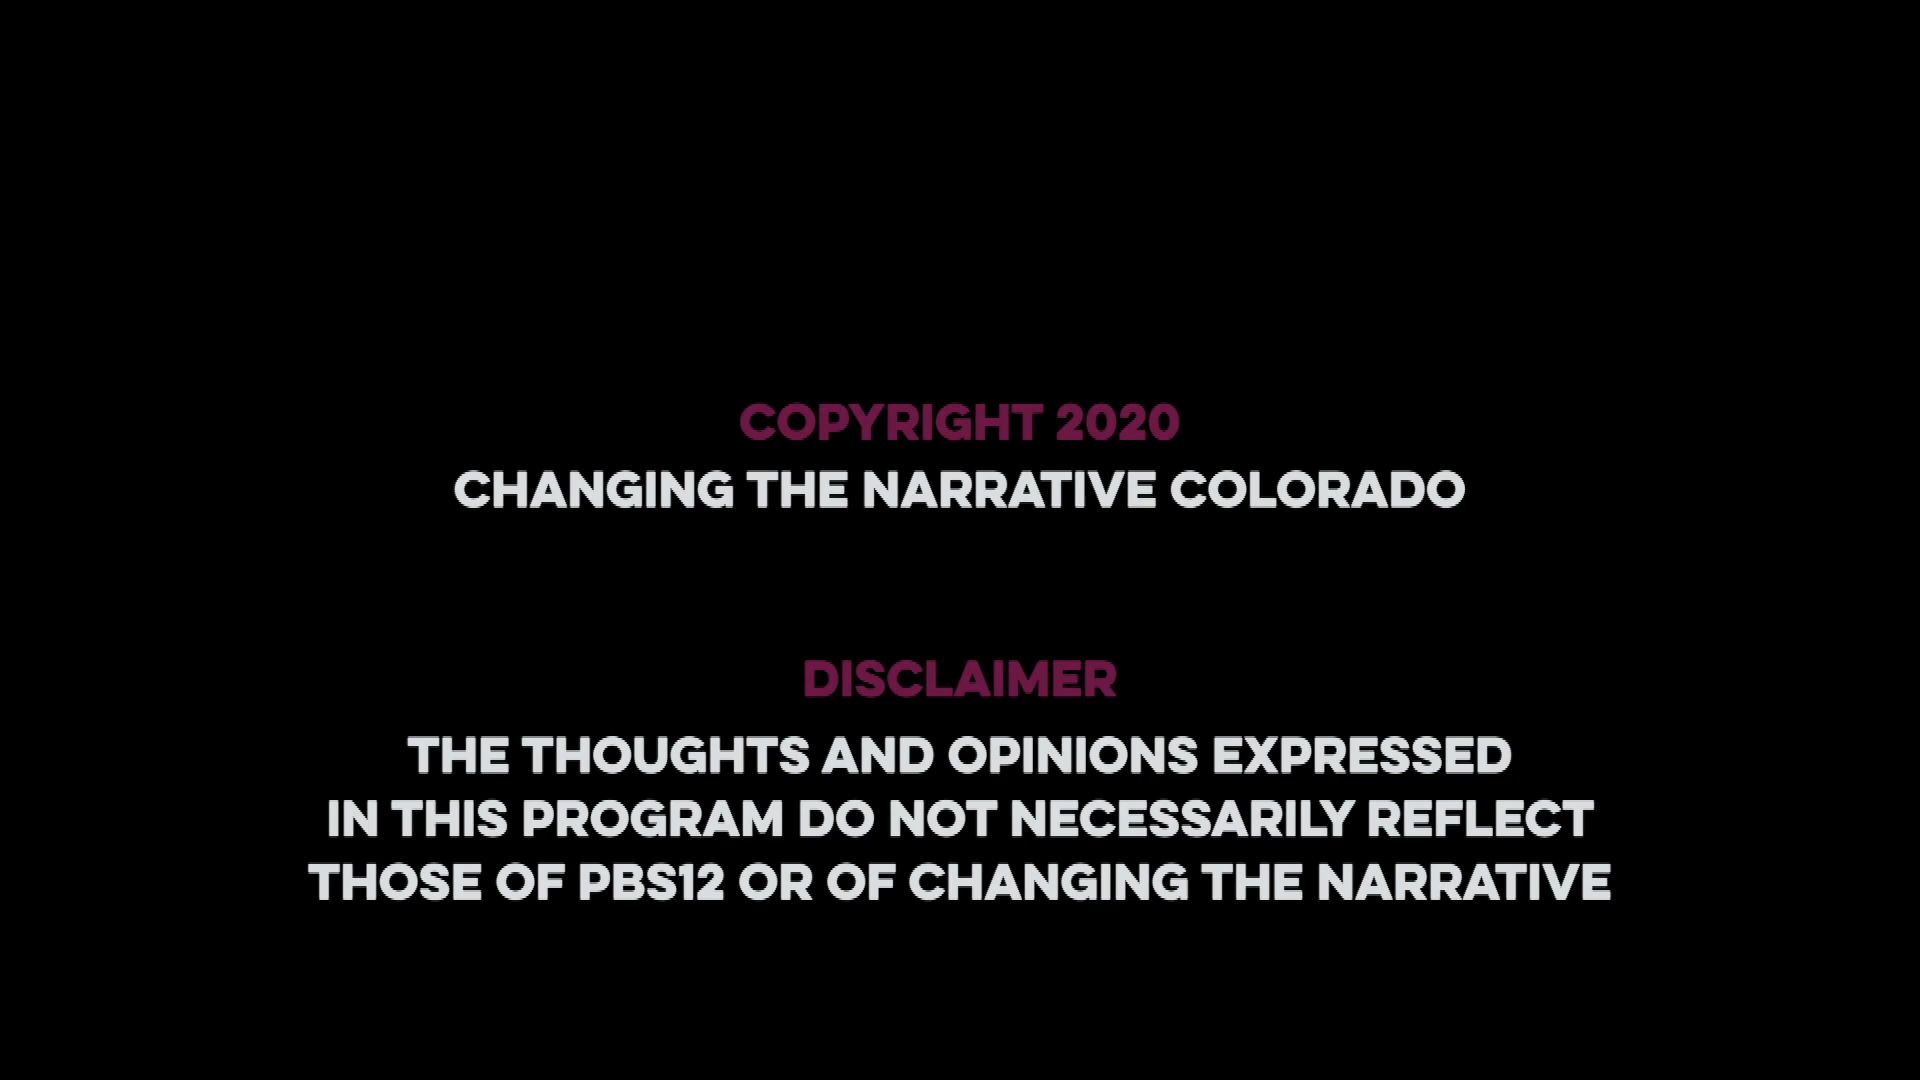 COPYRIGHT 2020
CHANGING THE NARRATIVE COLORADO
DISCLAIMER
THE THOUGHTS AND OPINIONS EXPRESSED
IN THIS PROGRAM DO NOT NECESSARILY REFLECT
THOSE OF PBS12 OR OF CHANGING THE NARRATIVE